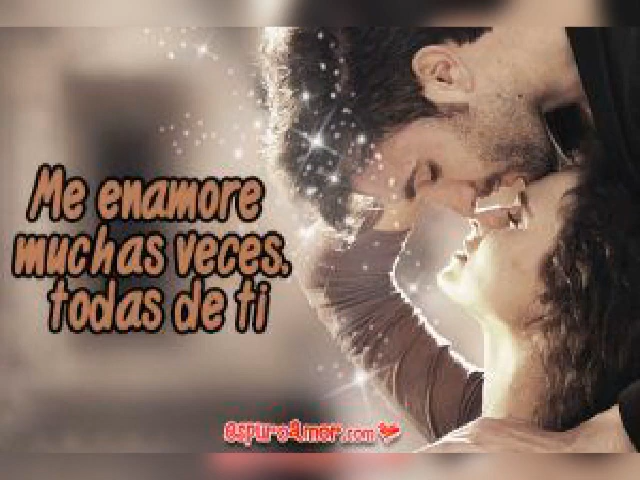 Me enamore
muchas veces.
todas de ti
espuroAmor.com